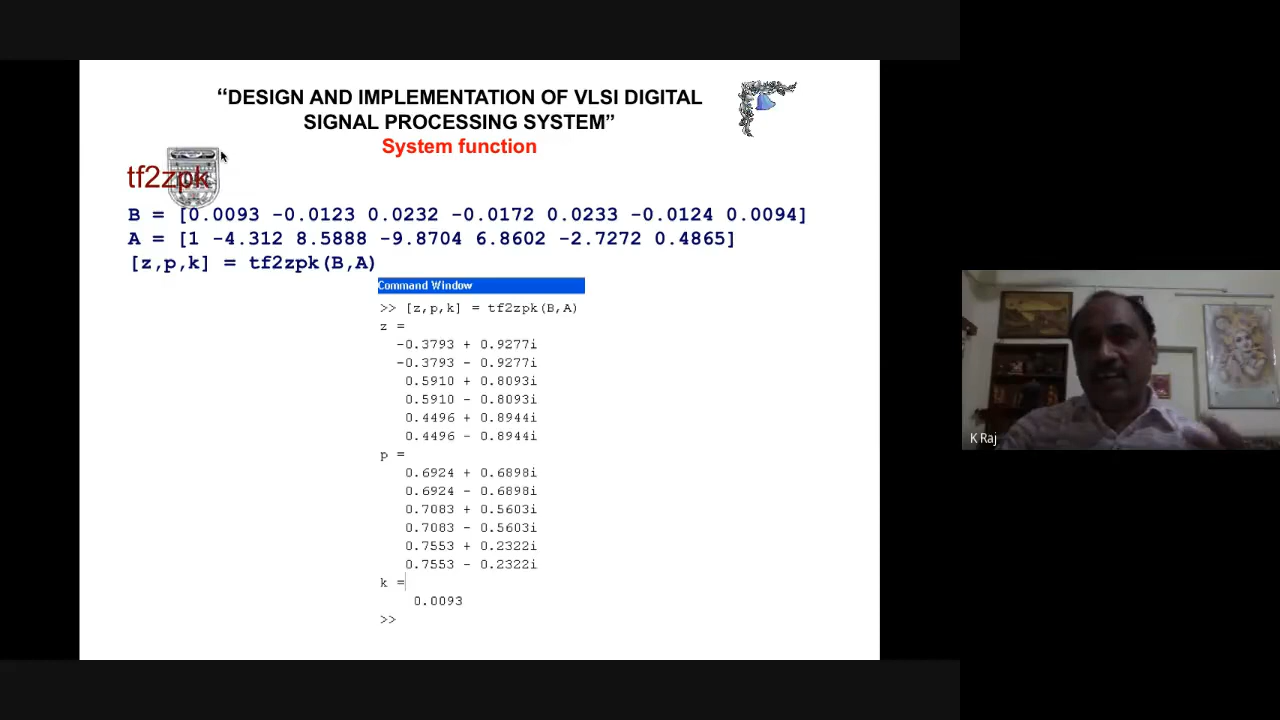 “DESIGN AND IMPLEMENTATION OF VLSI DIGITAL
SIGNAL PROCESSING SYSTEM”
System function
tf2zpk
B = [0.0093 -0.0123 0.0232 -0.0172 0.0233 -0.0124 0.0094]
A = [1 -4.312 8.5888 -9.8704 6.8602 -2.7272 0.4865]
[z,p,k] = tf2zpk(B,A)
Command Window
>> [z,p,k] = tf2zpk(B,A)
z =
-0.3793 + 0.9277i
-0.3793 - 0.9277i
0.5910 + 0.8093i
0.5910 - 0.8093i
0.4496 + 0.8944i
0.4496 - 0.8944i
p =
0.6924 + 0.6898i
0.6924 - 0.6898i
0.7083 + 0.5603i
0.7083 - 0.5603i
0.7553 + 0.2322i
0.7553 - 0.2322i
k =
0.0093
>>
K Raj